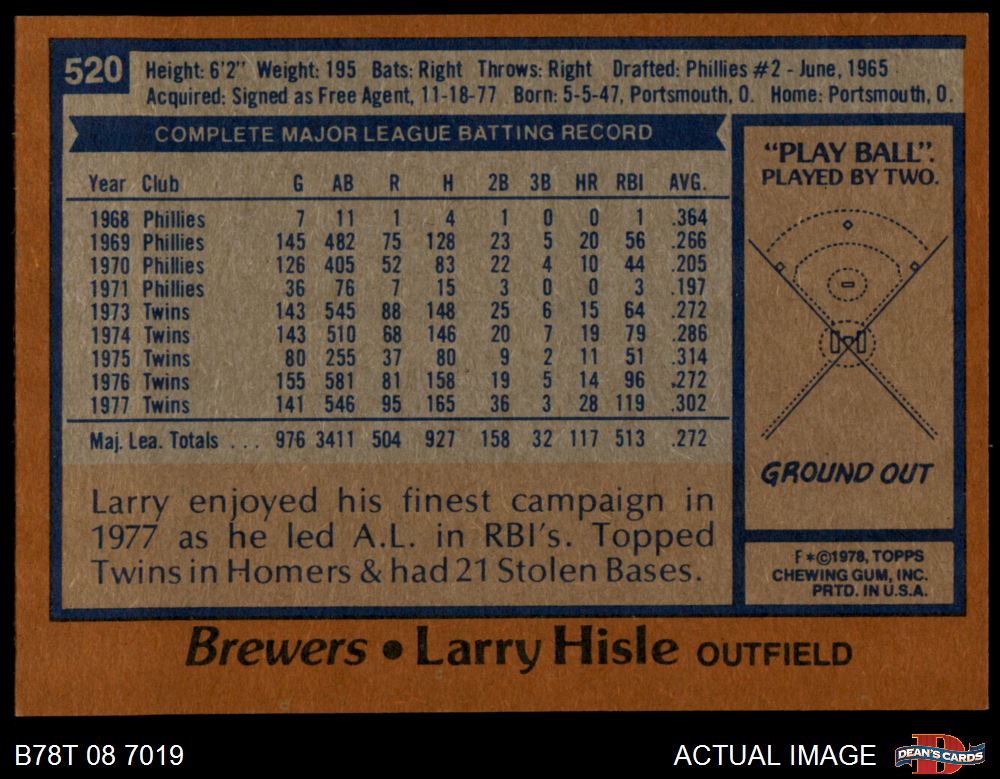 520
Height: 6'2" Weight: 195 Bats: Right Throws: Right Drafted: Phillies #2 - June, 1965
Acquired: Signed as Free Agent, 11-18-77 Born: 5-5-47, Portsmouth, O. Home: Portsmouth, O.
COMPLETE MAJOR LEAGUE BATTING RECORD
Year Club G AB R H 2B 3B HR RBI AVG.
1968 Phillies 7 11 1 4 1 0 0 1 .364
1969 Phillies 145 482 75 128 23 5 20 56 .266
1970 Phillies 126 405 52 83 22 4 10 44 .205
1971 Phillies 36 76 7 15 3 0 0 3 .197
1973 Twins 143 545 88 148 25 6 15 64 .272
1974 Twins 143 510 68 146 20 7 19 79 .286
1975 Twins 80 255 37 80 9 2 11 51 .314
1976 Twins 155 581 81 158 19 5 14 96 .272
1977 Twins 141 546 95 165 36 3 28 119 .302
Maj. Lea. Totals . . . 976 3411 504 927 158 32 117 513 .272
Larry enjoyed his finest campaign in
1977 as he led A.L. in RBI's. Topped
Twins in Homers & had 21 Stolen Bases.
"PLAY BALL".
PLAYED BY TWO.
GROUND OUT
F*©1978, TOPPS
CHEWING GUM, INC.
PRTD. IN U.S.A.
Brewers • Larry Hisle OUTFIELD
B78T 08 7019
ACTUAL IMAGE
D
DEAN'S CARDS